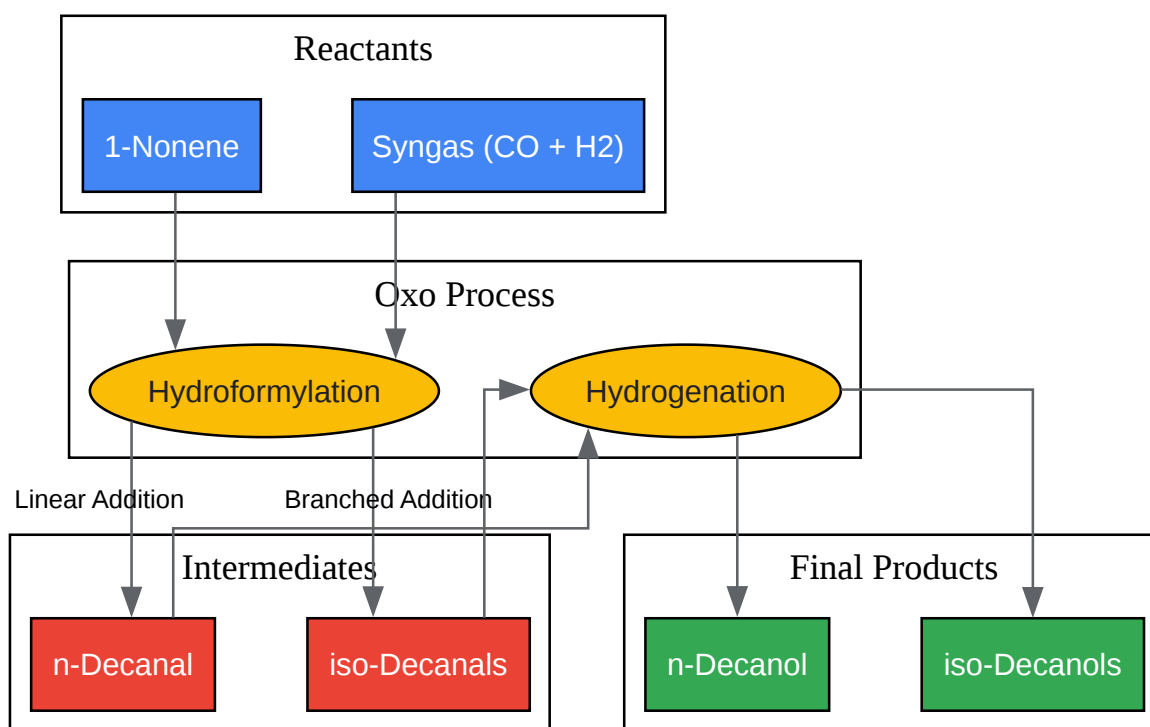 Reactants
1-Nonene
Syngas (CO + H2)
Oxo Process
Hydroformylation
Hydrogenation
Linear Addition
Branched Addition
Intermediates
Final Products
n-Decanal
iso-Decanals
n-Decanol
iso-Decanols